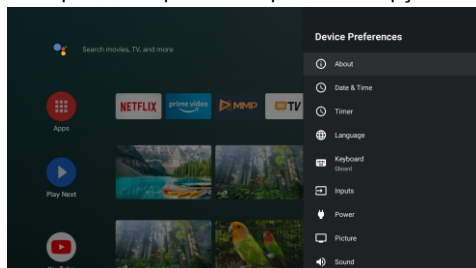 Device Preferences
Search movies, TV, and more
About
Date & Time
Timer
NETFLIX
prime video
MMP
TV
Apps
Language
Keyboard
Gboard
Play Next
Inputs
Power
Picture
Sound